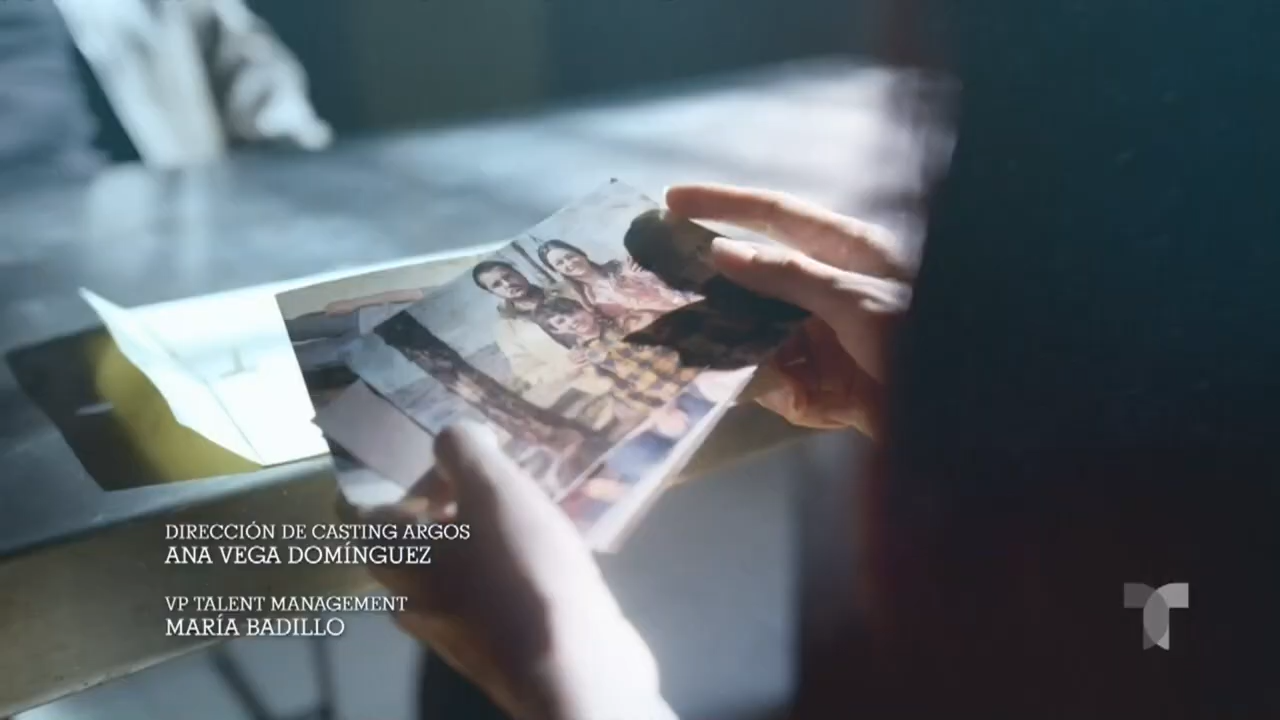 DIRECCIÓN DE CASTING ARGOS
ANA VEGA DOMÍNGUEZ
VP TALENT MANAGEMENT
MARÍA BADILLO